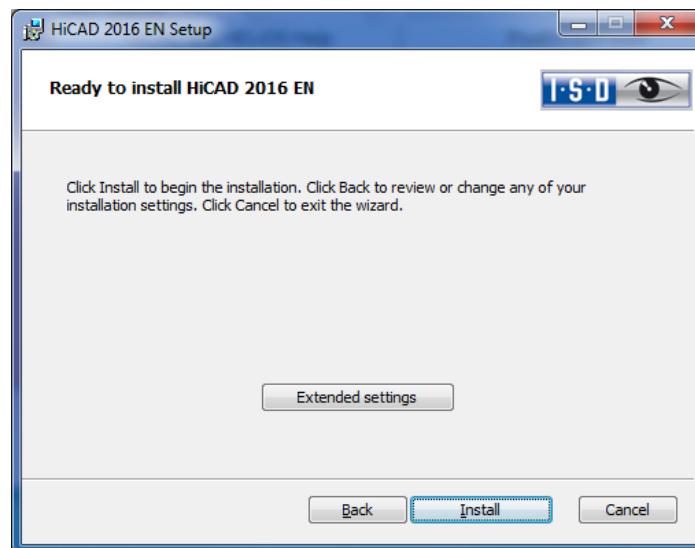 HiCAD 2016 EN Setup
Ready to install HiCAD 2016 EN
I·S·D
Click Install to begin the installation. Click Back to review or change any of your
installation settings. Click Cancel to exit the wizard.
Extended settings
Back
Install
Cancel